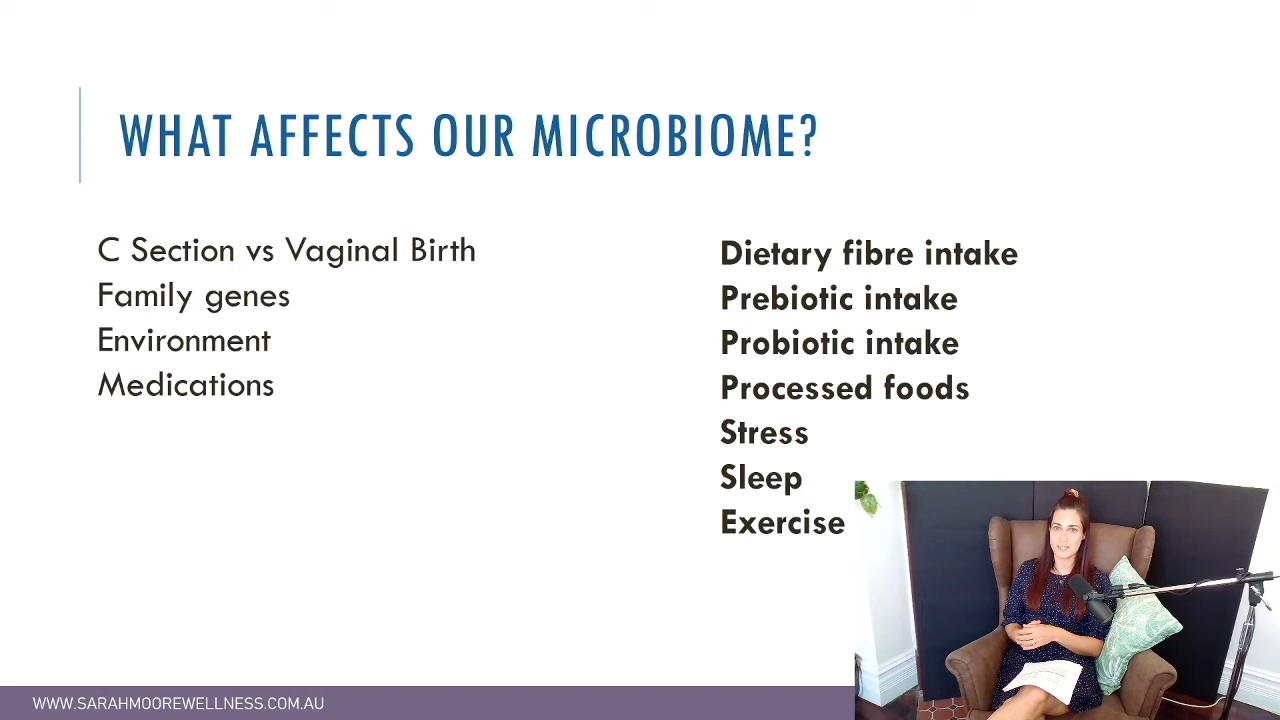 WHAT AFFECTS OUR MICROBIOME?
C Section vs Vaginal Birth
Family genes
Environment
Medications
Dietary fibre intake
Prebiotic intake
Probiotic intake
Processed foods
Stress
Sleep
Exercise
WWW.SARAHMOOREWELLNESS.COM.AU